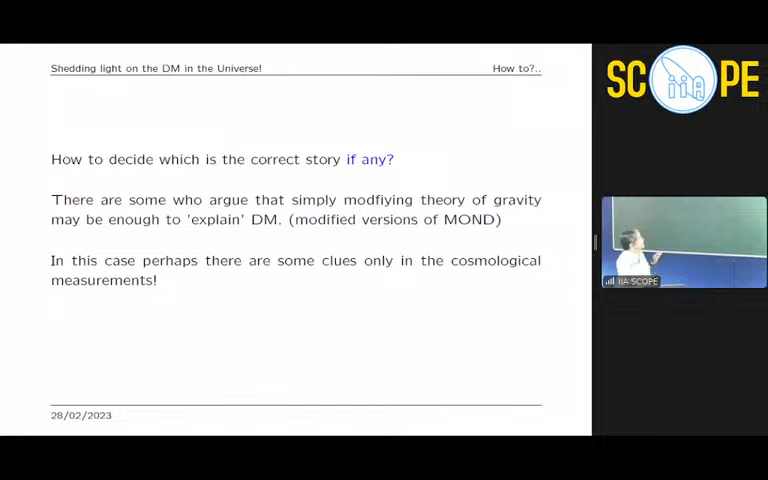 Shedding light on the DM in the Universe!
How to?..
How to decide which is the correct story if any?
There are some who argue that simply modfiying theory of gravity
may be enough to 'explain' DM. (modified versions of MOND)
In this case perhaps there are some clues only in the cosmological
measurements!
28/02/2023
SC iiA PE
IIA SCOPE